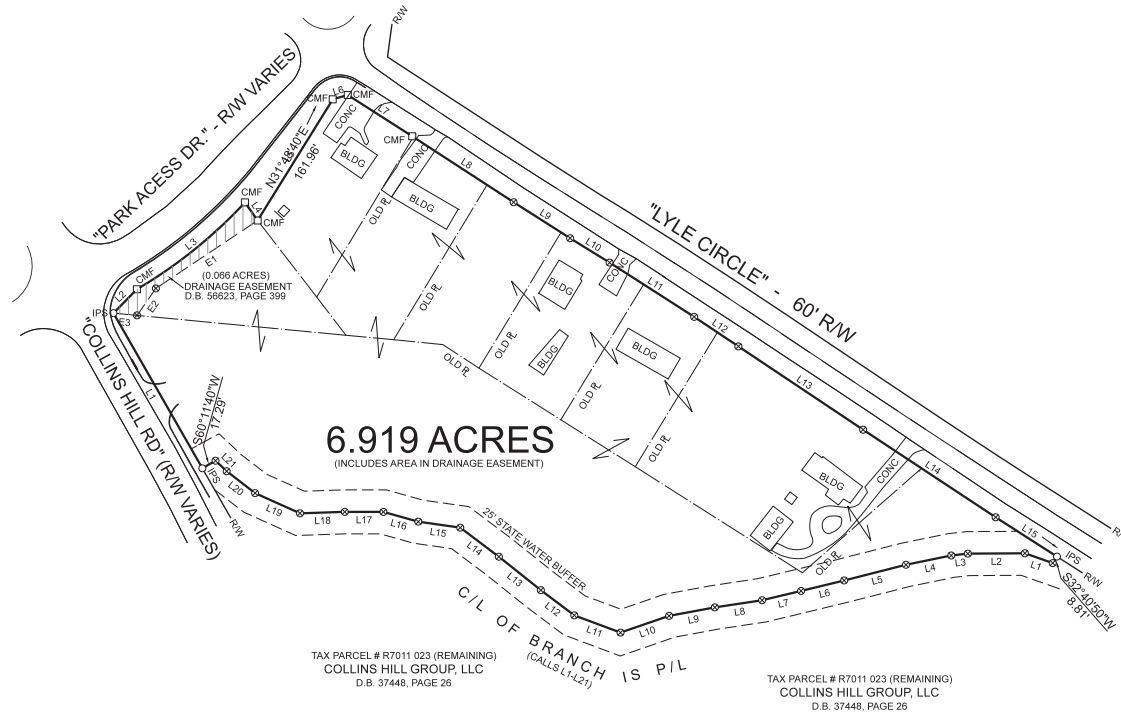 R/W
"PARK ACESS DR." - R/W VARIES
CMF
L6
CMF
CONC
L7
N31°48'40"E
161.96'
BLDG
CMF
CONC
L8
CMF
L4
CMF
BLDG
OLD PL
L9
L10
"LYLE CIRCLE" - 60' R/W
L3
E1
(0.066 ACRES)
DRAINAGE EASEMENT
D.B. 56623, PAGE 399
CMF
L2
E2
IPS
E3
OLD PL
BLDG
CONC
L11
L12
OLD PL
BLDG
BLDG
OLD PL
OLD PL
L13
L1
"COLLINS HILL RD" (R/W VARIES)
S60°11'40"W
17.29'
6.919 ACRES
(INCLUDES AREA IN DRAINAGE EASEMENT)
OLD PL
L14
CONC
BLDG
BLDG
L15
IPS
R/W
R/
S32°40'50"W
8.81'
OLD PL
IPS
R/W
L21
L20
L19
L18
L17
L16
L15
L14
L13
L12
L11
L10
L9
L8
L7
L6
L5
L4
L3
L2
L1
25' STATE WATER BUFFER
C/L OF BRANCH IS P/L
(CALLS L1-L21)
TAX PARCEL # R7011 023 (REMAINING)
COLLINS HILL GROUP, LLC
D.B. 37448, PAGE 26
TAX PARCEL # R7011 023 (REMAINING)
COLLINS HILL GROUP, LLC
D.B. 37448, PAGE 26